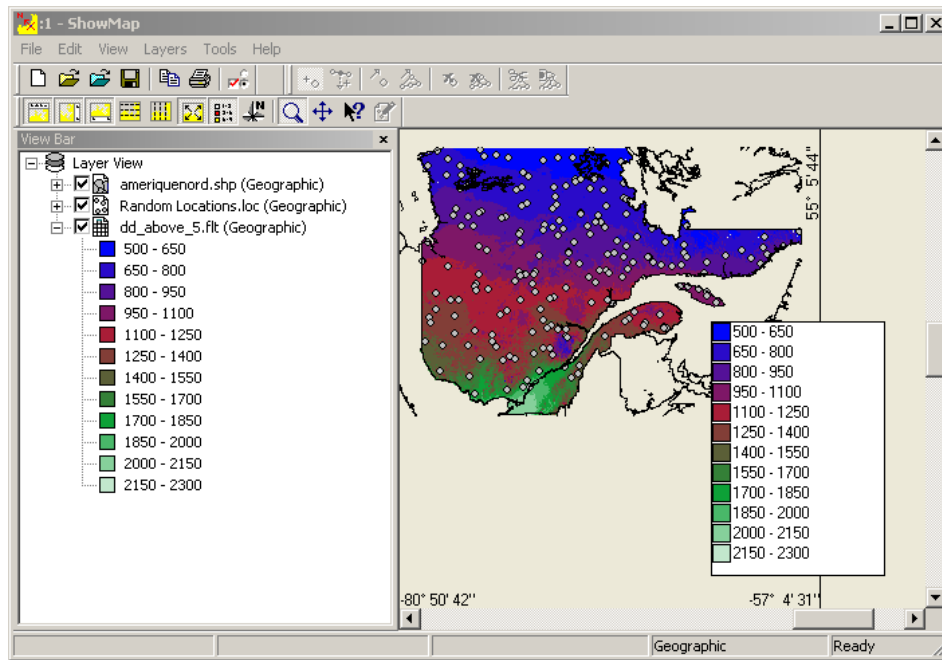 :1 - ShowMap
File Edit View Layers Tools Help
View Bar
Layer View
ameriquenord.shp (Geographic)
Random Locations.loc (Geographic)
dd_above_5.flt (Geographic)
500 - 650
650 - 800
800 - 950
950 - 1100
1100 - 1250
1250 - 1400
1400 - 1550
1550 - 1700
1700 - 1850
1850 - 2000
2000 - 2150
2150 - 2300
55° 5' 44"
500 - 650
650 - 800
800 - 950
950 - 1100
1100 - 1250
1250 - 1400
1400 - 1550
1550 - 1700
1700 - 1850
1850 - 2000
2000 - 2150
2150 - 2300
-80° 50' 42" -57° 4' 31"
Geographic Ready